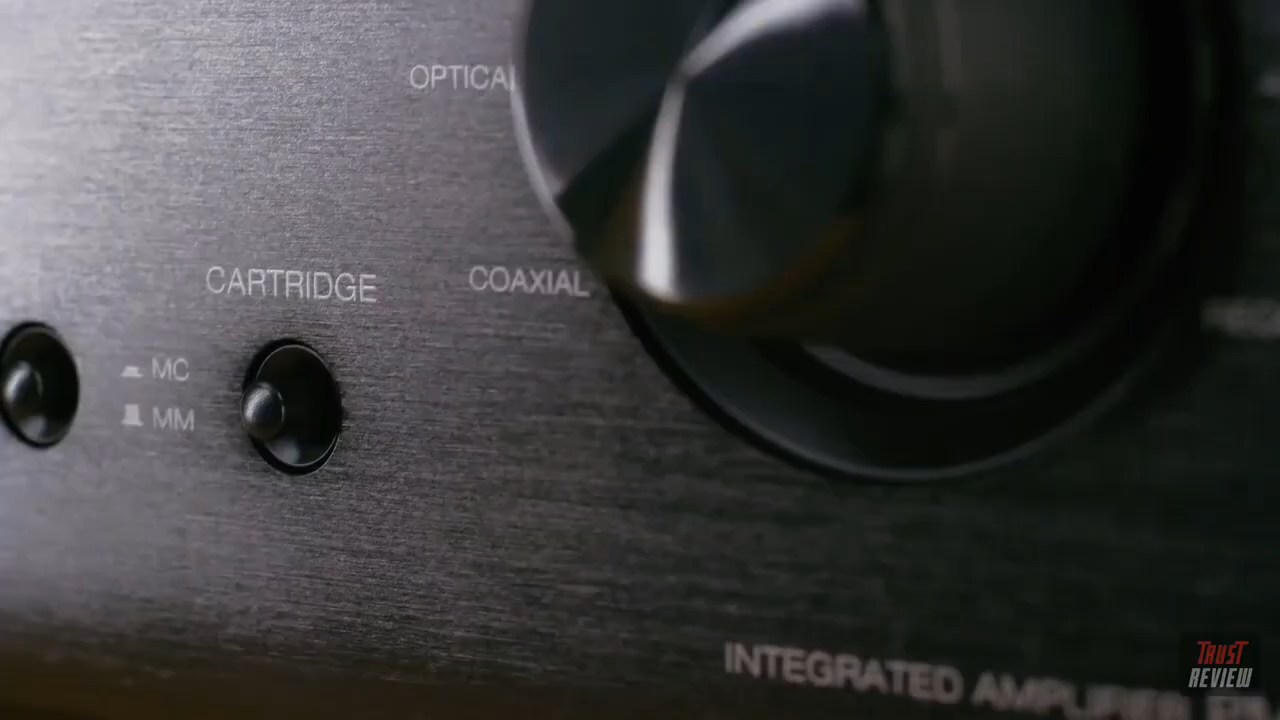 OPTICAL
CARTRIDGE
COAXIAL
MC
MM
INTEGRATED AMPLIFIER
TRUST
REVIEW